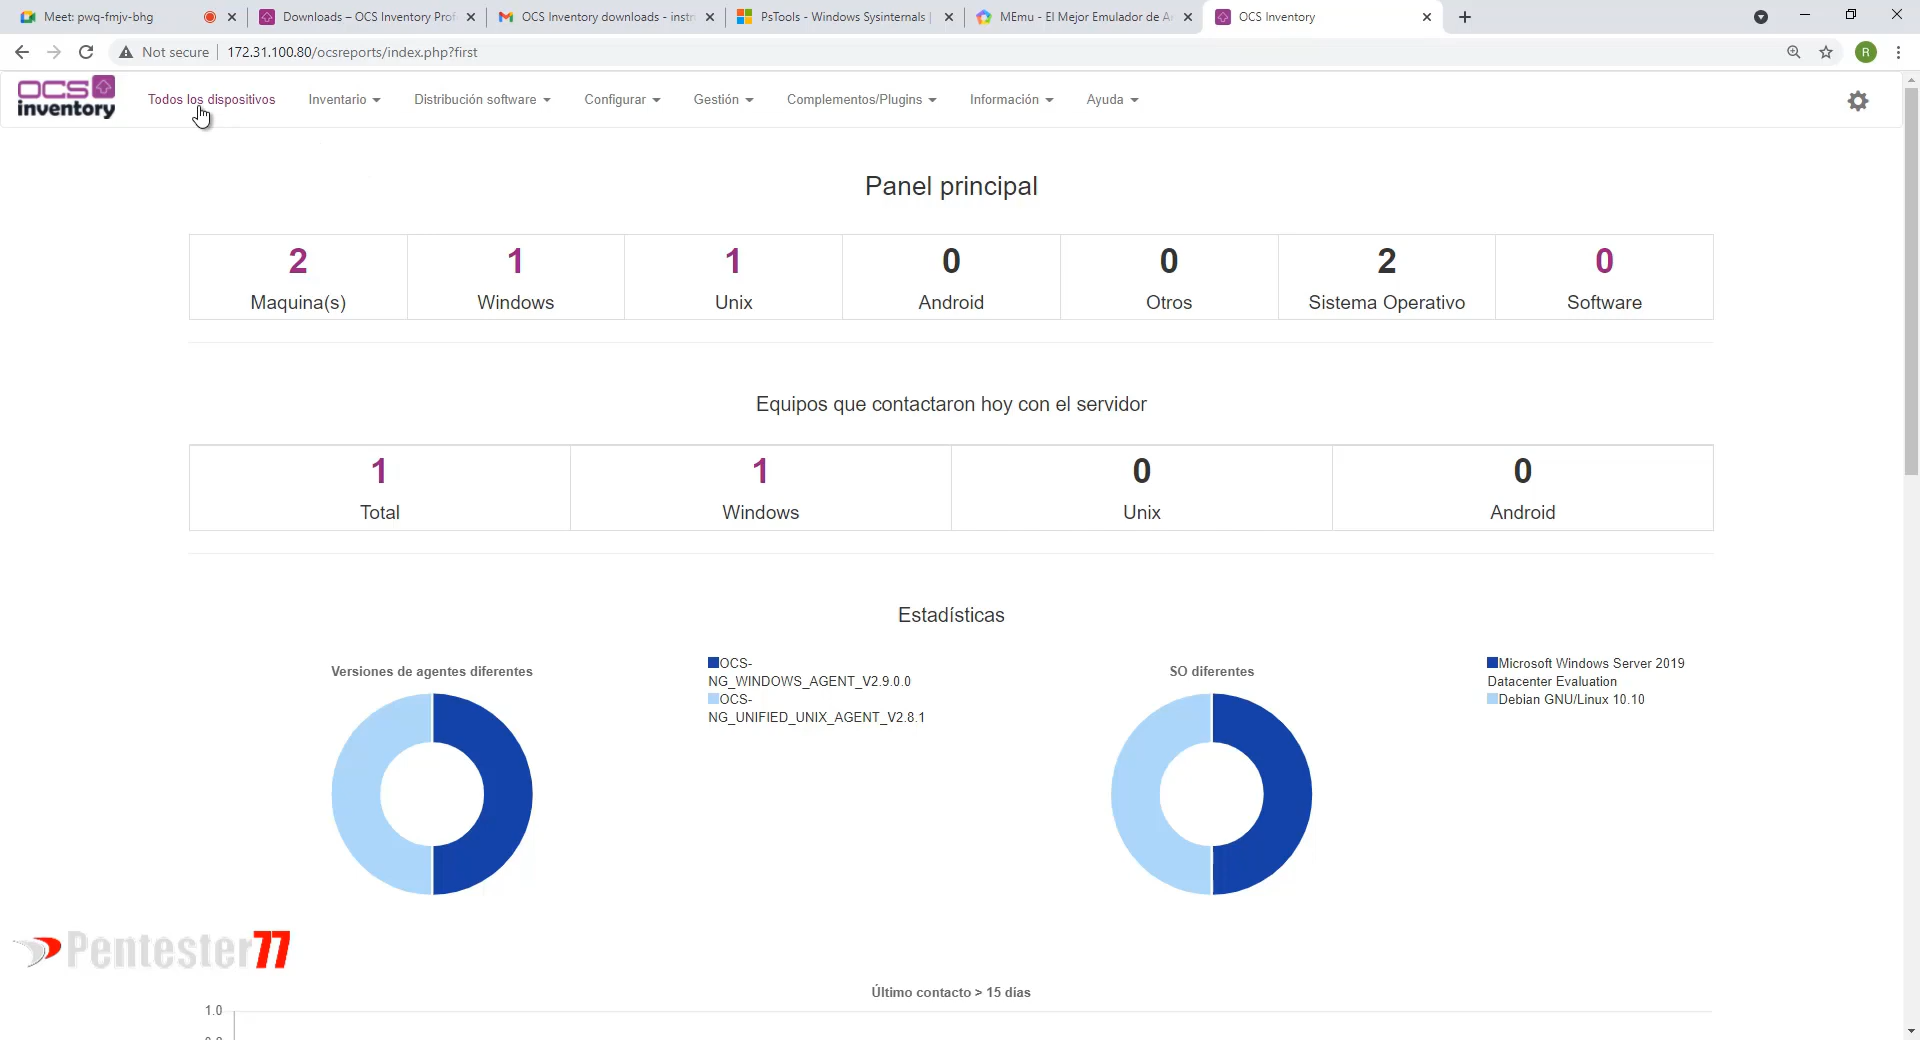 Meet: pwq-fmjv-bhg
Downloads – OCS Inventory Prof
OCS Inventory downloads - instr
PsTools - Windows Sysinternals |
MEmu - El Mejor Emulador de A
OCS Inventory
Not secure
172.31.100.80/ocsreports/index.php?first
R
OCS
inventory
Todos los dispositivos
Inventario
Distribución software
Configurar
Gestión
Complementos/Plugins
Información
Ayuda
Panel principal
2
1
1
0
0
2
0
Maquina(s)
Windows
Unix
Android
Otros
Sistema Operativo
Software
Equipos que contactaron hoy con el servidor
1
1
0
0
Total
Windows
Unix
Android
Estadísticas
Versiones de agentes diferentes
OCS-
NG_WINDOWS_AGENT_V2.9.0.0
OCS-
NG_UNIFIED_UNIX_AGENT_V2.8.1
SO diferentes
Microsoft Windows Server 2019
Datacenter Evaluation
Debian GNU/Linux 10.10
Pentester77
Último contacto > 15 dias
1.0